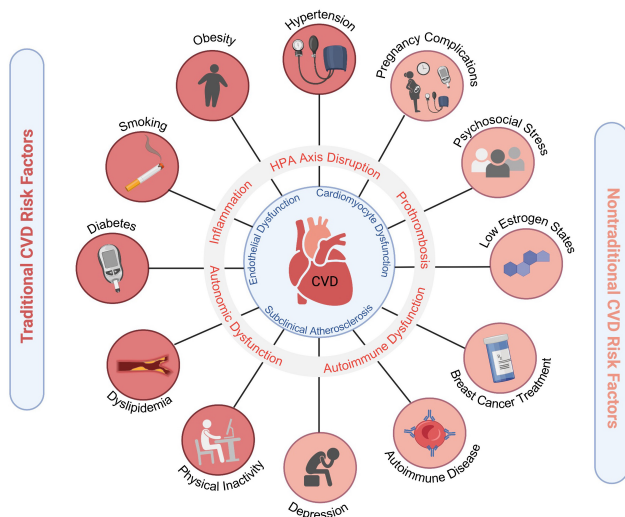 Traditional CVD Risk Factors
Hypertension
Obesity
Smoking
Diabetes
Dyslipidemia
Physical Inactivity
Depression
Pregnancy Complications
Psychosocial Stress
Low Estrogen States
Breast Cancer Treatment
Autoimmune Disease
HPA Axis Disruption
Inflammation
Prothrombosis
Autonomic Dysfunction
Autoimmune Dysfunction
Endothelial Dysfunction
Cardiomyocyte Dysfunction
Subclinical Atherosclerosis
CVD
Nontraditional CVD Risk Factors